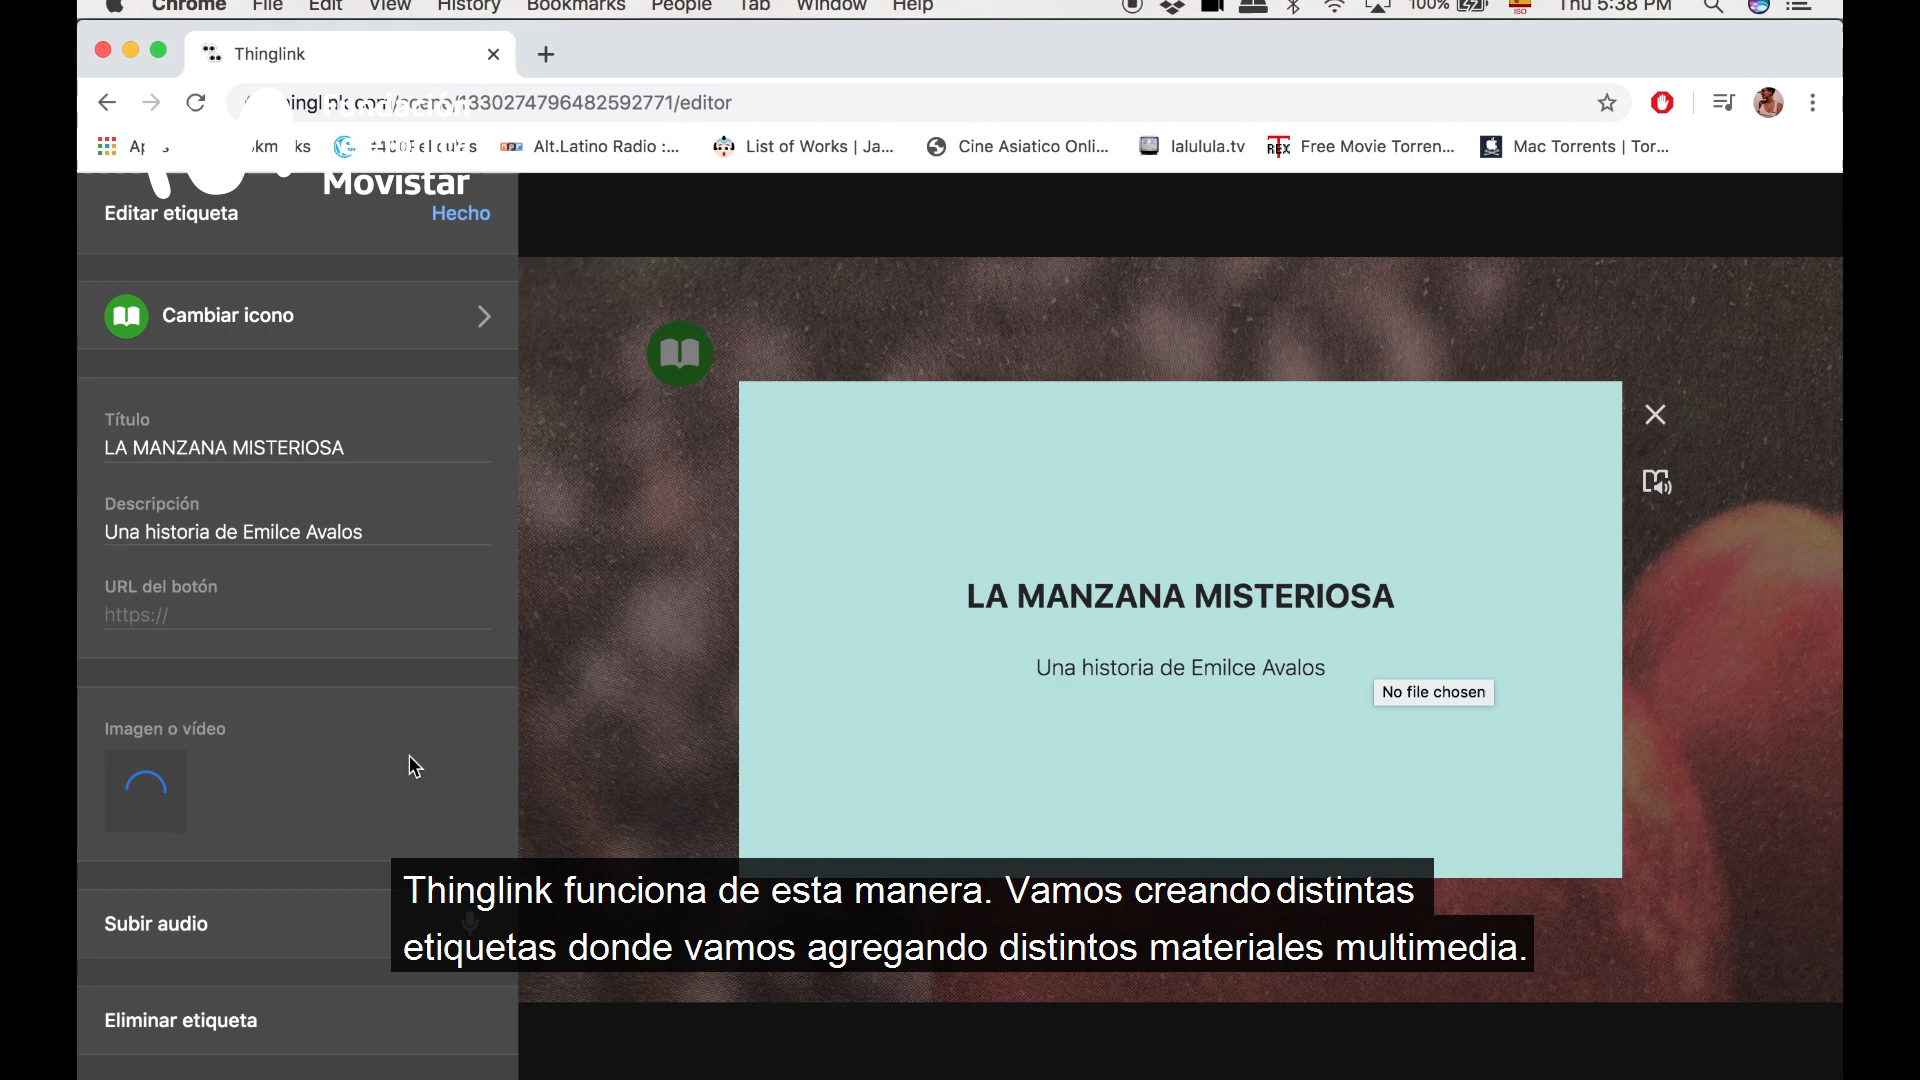 Chrome File Edit View History Bookmarks People Tab Window Help 100% ISO Thu 5:38 PM
Thinglink
/1330274796482592771/editor
Fundación
Alt.Latino Radio :... List of Works | Ja... Cine Asiatico Onli... lalulula.tv REX Free Movie Torren... Mac Torrents | Tor...
Movistar
Editar etiqueta Hecho
Cambiar icono
Título
LA MANZANA MISTERIOSA
Descripción
Una historia de Emilce Avalos
URL del botón
https://
Imagen o vídeo
Subir audio
Eliminar etiqueta
LA MANZANA MISTERIOSA
Una historia de Emilce Avalos
No file chosen
Thinglink funciona de esta manera. Vamos creando distintas
etiquetas donde vamos agregando distintos materiales multimedia.